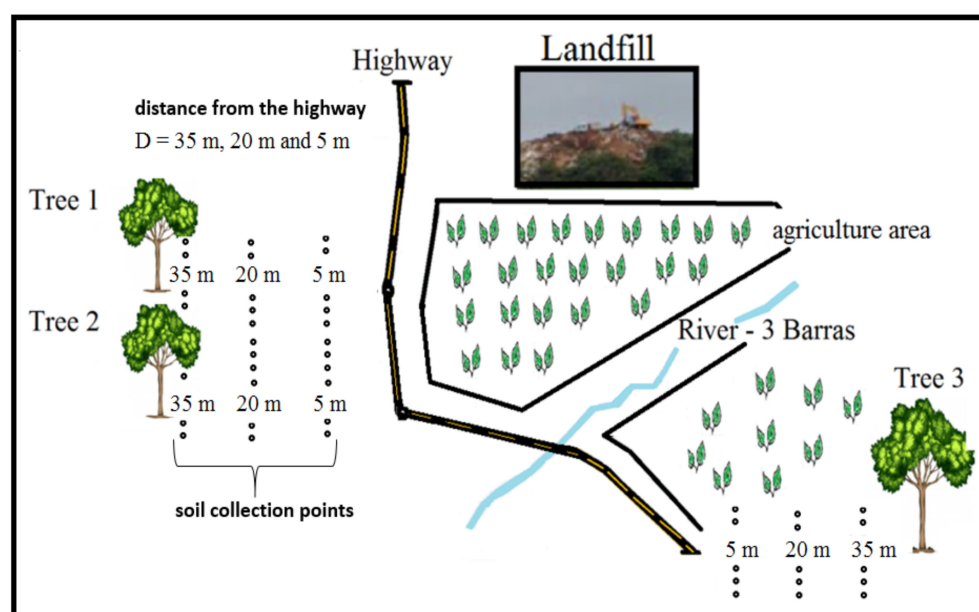 Landfill
Highway
distance from the highway
D = 35 m, 20 m and 5 m
Tree 1
agriculture area
35 m 20 m 5 m
Tree 2
River - 3 Barras
Tree 3
35 m 20 m 5 m
soil collection points
5 m 20 m 35 m